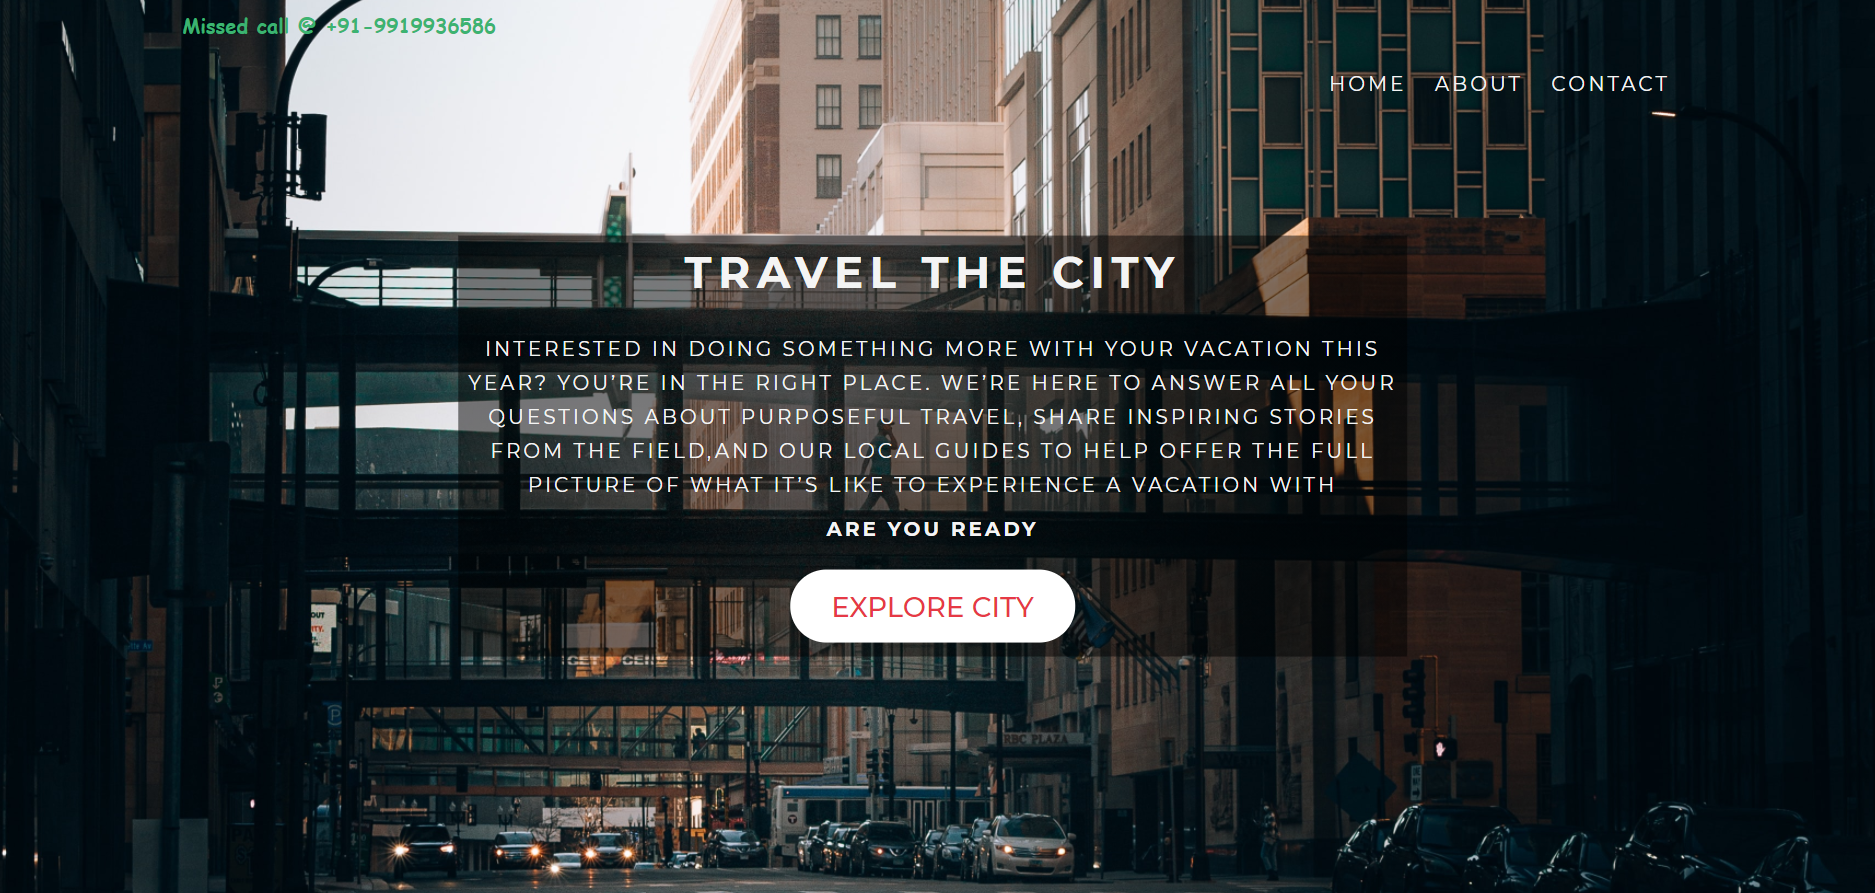 Missed call @ +91-9919936586
HOME ABOUT CONTACT
TRAVEL THE CITY
INTERESTED IN DOING SOMETHING MORE WITH YOUR VACATION THIS
YEAR? YOU’RE IN THE RIGHT PLACE. WE’RE HERE TO ANSWER ALL YOUR
QUESTIONS ABOUT PURPOSEFUL TRAVEL, SHARE INSPIRING STORIES
FROM THE FIELD,AND OUR LOCAL GUIDES TO HELP OFFER THE FULL
PICTURE OF WHAT IT’S LIKE TO EXPERIENCE A VACATION WITH
ARE YOU READY
EXPLORE CITY
RBC PLAZA